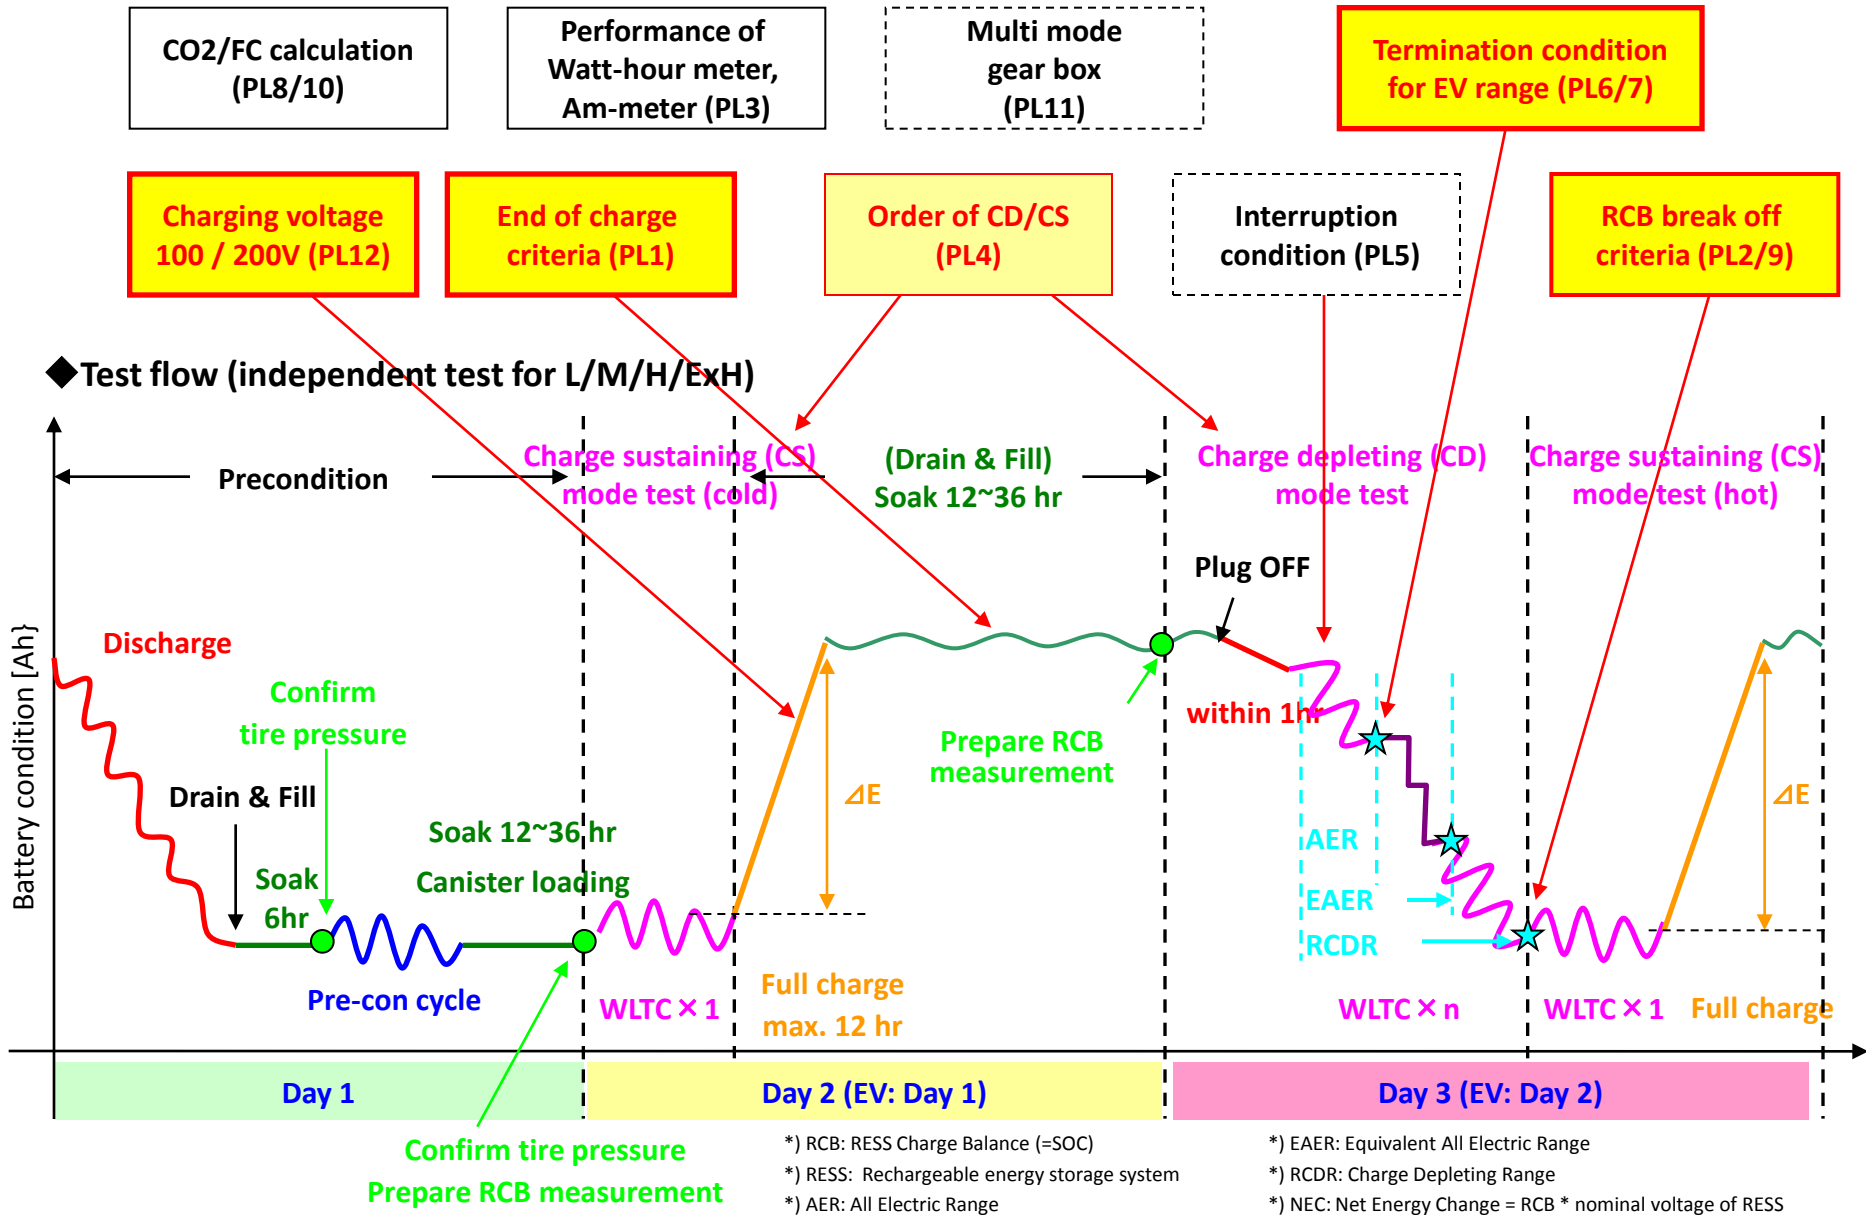 CO2/FC calculation
(PL8/10)
Performance of
Watt-hour meter,
Am-meter (PL3)
Multi mode
gear box
(PL11)
Termination condition
for EV range (PL6/7)
Charging voltage
100 / 200V (PL12)
End of charge
criteria (PL1)
Order of CD/CS
(PL4)
Interruption
condition (PL5)
RCB break off
criteria (PL2/9)
◆Test flow (independent test for L/M/H/ExH)
Precondition
Charge sustaining (CS)
mode test (cold)
(Drain & Fill)
Soak 12~36 hr
Charge depleting (CD)
mode test
Charge sustaining (CS)
mode test (hot)
Battery condition [Ah}
Discharge
Confirm
tire pressure
Drain & Fill
Soak
6hr
Soak 12~36 hr
Canister loading
Pre-con cycle
WLTC×1
Full charge
max. 12 hr
⊿E
Prepare RCB
measurement
Plug OFF
within 1hr
AER
EAER
RCDR
WLTC×n
WLTC×1
⊿E
Full charge
Day 1
Day 2 (EV: Day 1)
Day 3 (EV: Day 2)
Confirm tire pressure
Prepare RCB measurement
*) RCB: RESS Charge Balance (=SOC)
*) RESS: Rechargeable energy storage system
*) AER: All Electric Range
*) EAER: Equivalent All Electric Range
*) RCDR: Charge Depleting Range
*) NEC: Net Energy Change = RCB * nominal voltage of RESS